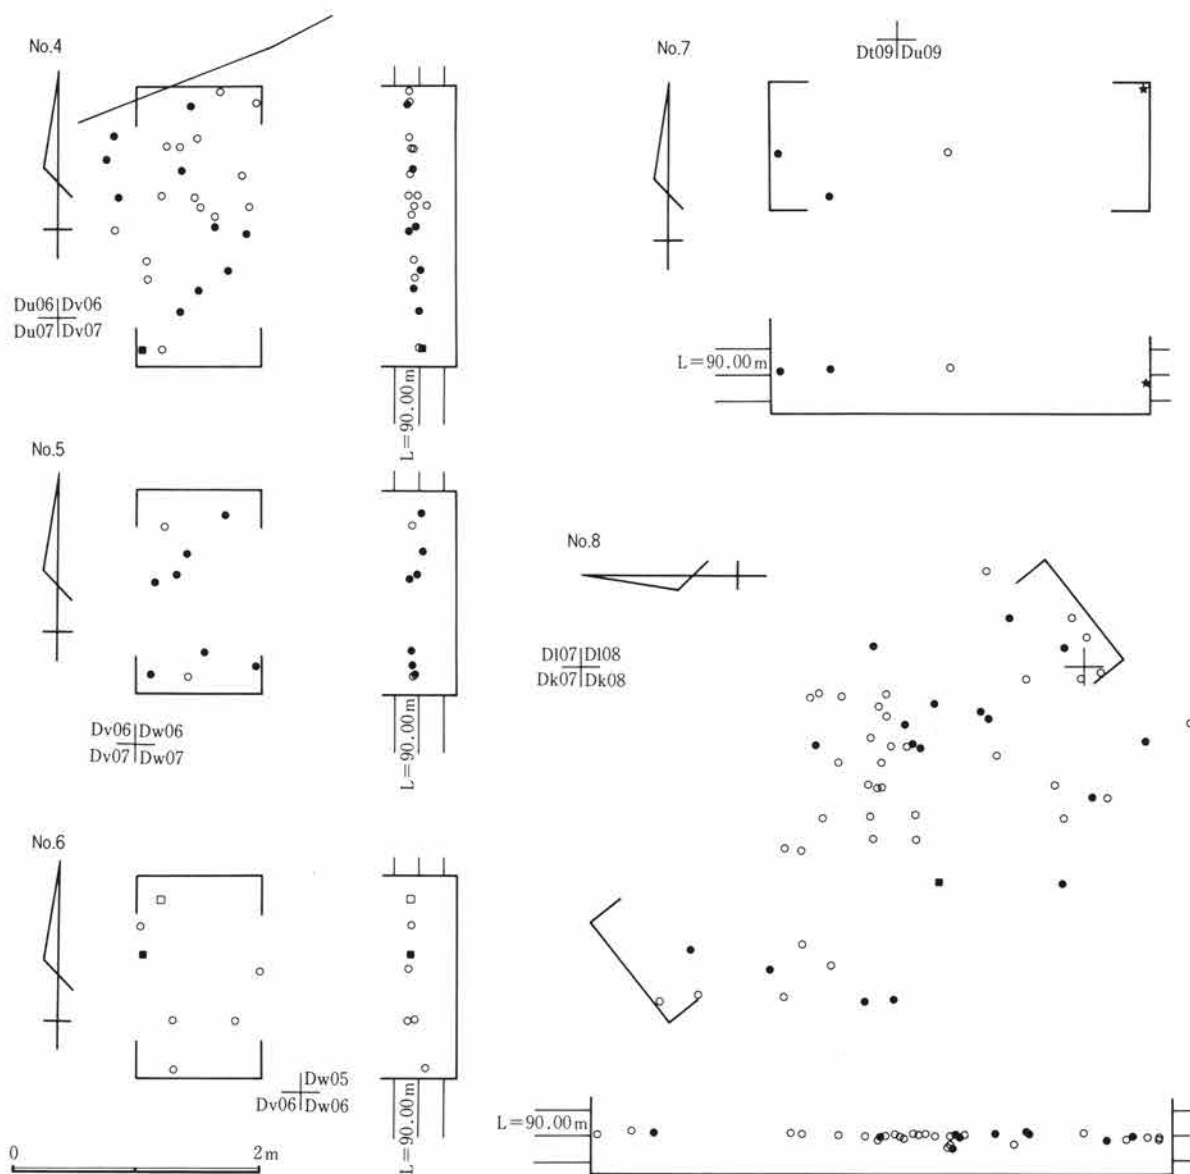 No.4
Du06 Dv06
Du07 Dv07
L=90.00m
No.5
Dv06 Dw06
Dv07 Dw07
L=90.00m
No.6
Dw05
Dv06 Dw06
L=90.00m
0 2m
No.7
Dt09 Du09
L=90.00m
No.8
Dl07 Dl08
Dk07 Dk08
L=90.00m